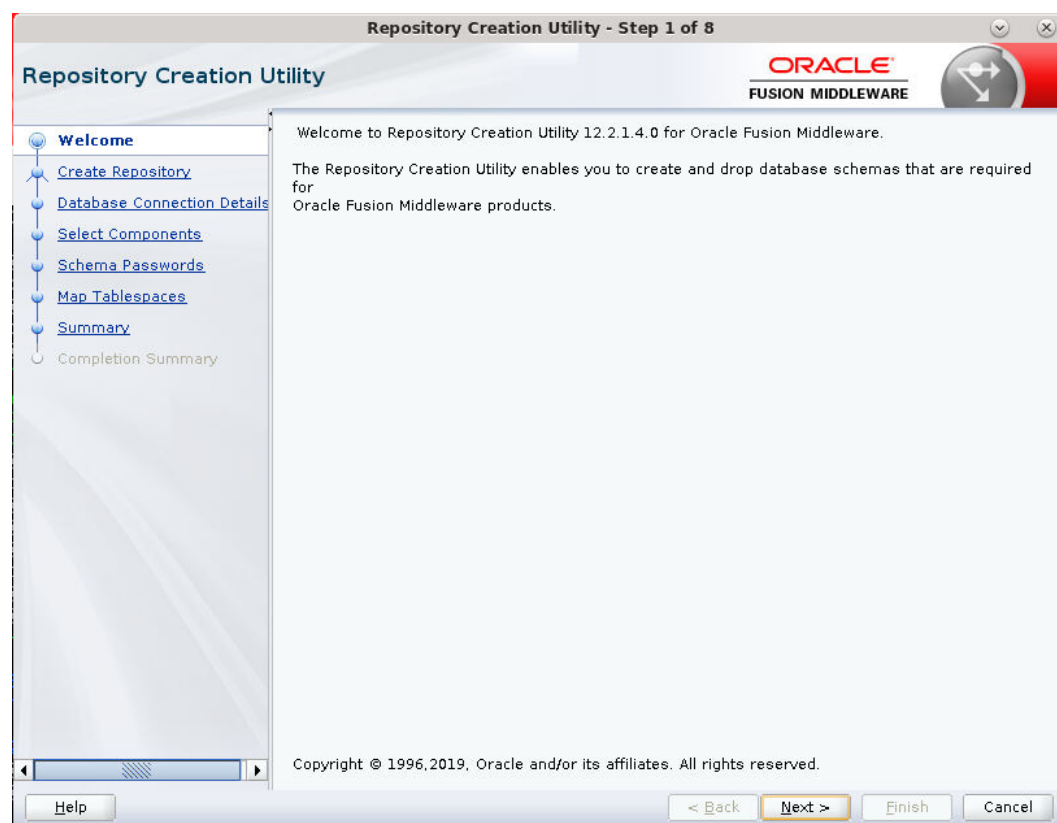 Repository Creation Utility - Step 1 of 8
Repository Creation Utility
ORACLE
FUSION MIDDLEWARE
Welcome
Create Repository
Database Connection Details
Select Components
Schema Passwords
Map Tablespaces
Summary
Completion Summary
Welcome to Repository Creation Utility 12.2.1.4.0 for Oracle Fusion Middleware.
The Repository Creation Utility enables you to create and drop database schemas that are required
for
Oracle Fusion Middleware products.
Copyright © 1996,2019, Oracle and/or its affiliates. All rights reserved.
Help
< Back
Next >
Finish
Cancel